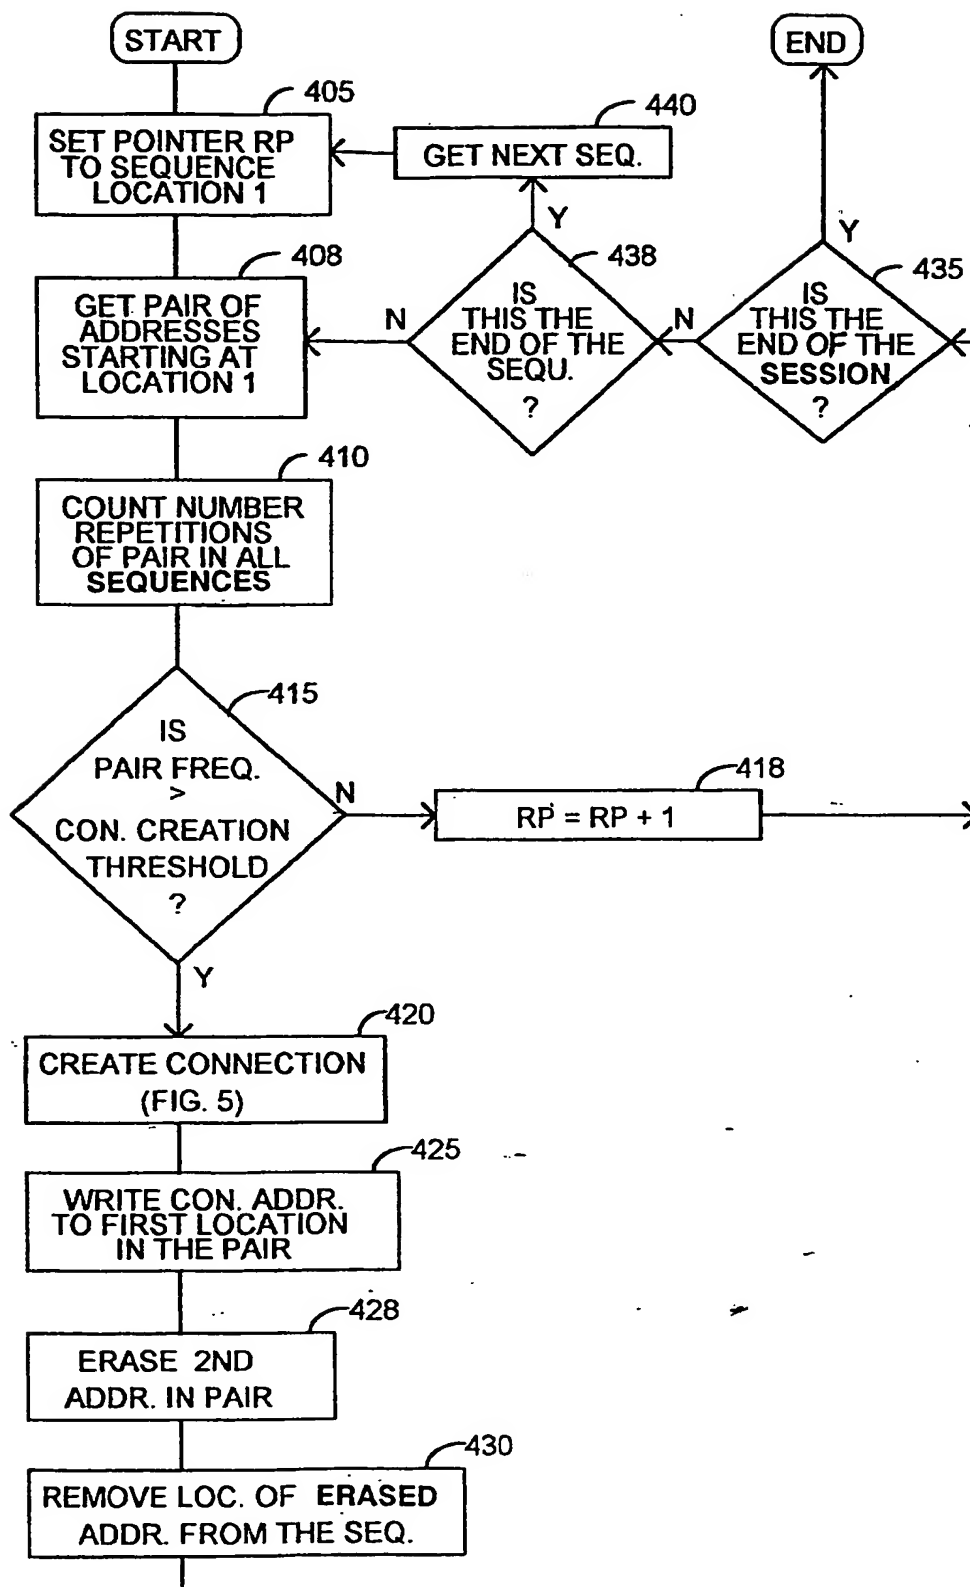 START
END
405
SET POINTER RP
TO SEQUENCE
LOCATION 1
440
GET NEXT SEQ.
Y
Y
408
GET PAIR OF
ADDRESSES
STARTING AT
LOCATION 1
N
438
IS
THIS THE
END OF THE
SEQU.
?
N
435
IS
THIS THE
END OF THE
SESSION
?
410
COUNT NUMBER
REPETITIONS
OF PAIR IN ALL
SEQUENCES
415
IS
PAIR FREQ.
>
CON. CREATION
THRESHOLD
?
N
418
RP = RP + 1
Y
420
CREATE CONNECTION
(FIG. 5)
425
WRITE CON. ADDR.
TO FIRST LOCATION
IN THE PAIR
428
ERASE 2ND
ADDR. IN PAIR
430
REMOVE LOC. OF ERASED
ADDR. FROM THE SEQ.